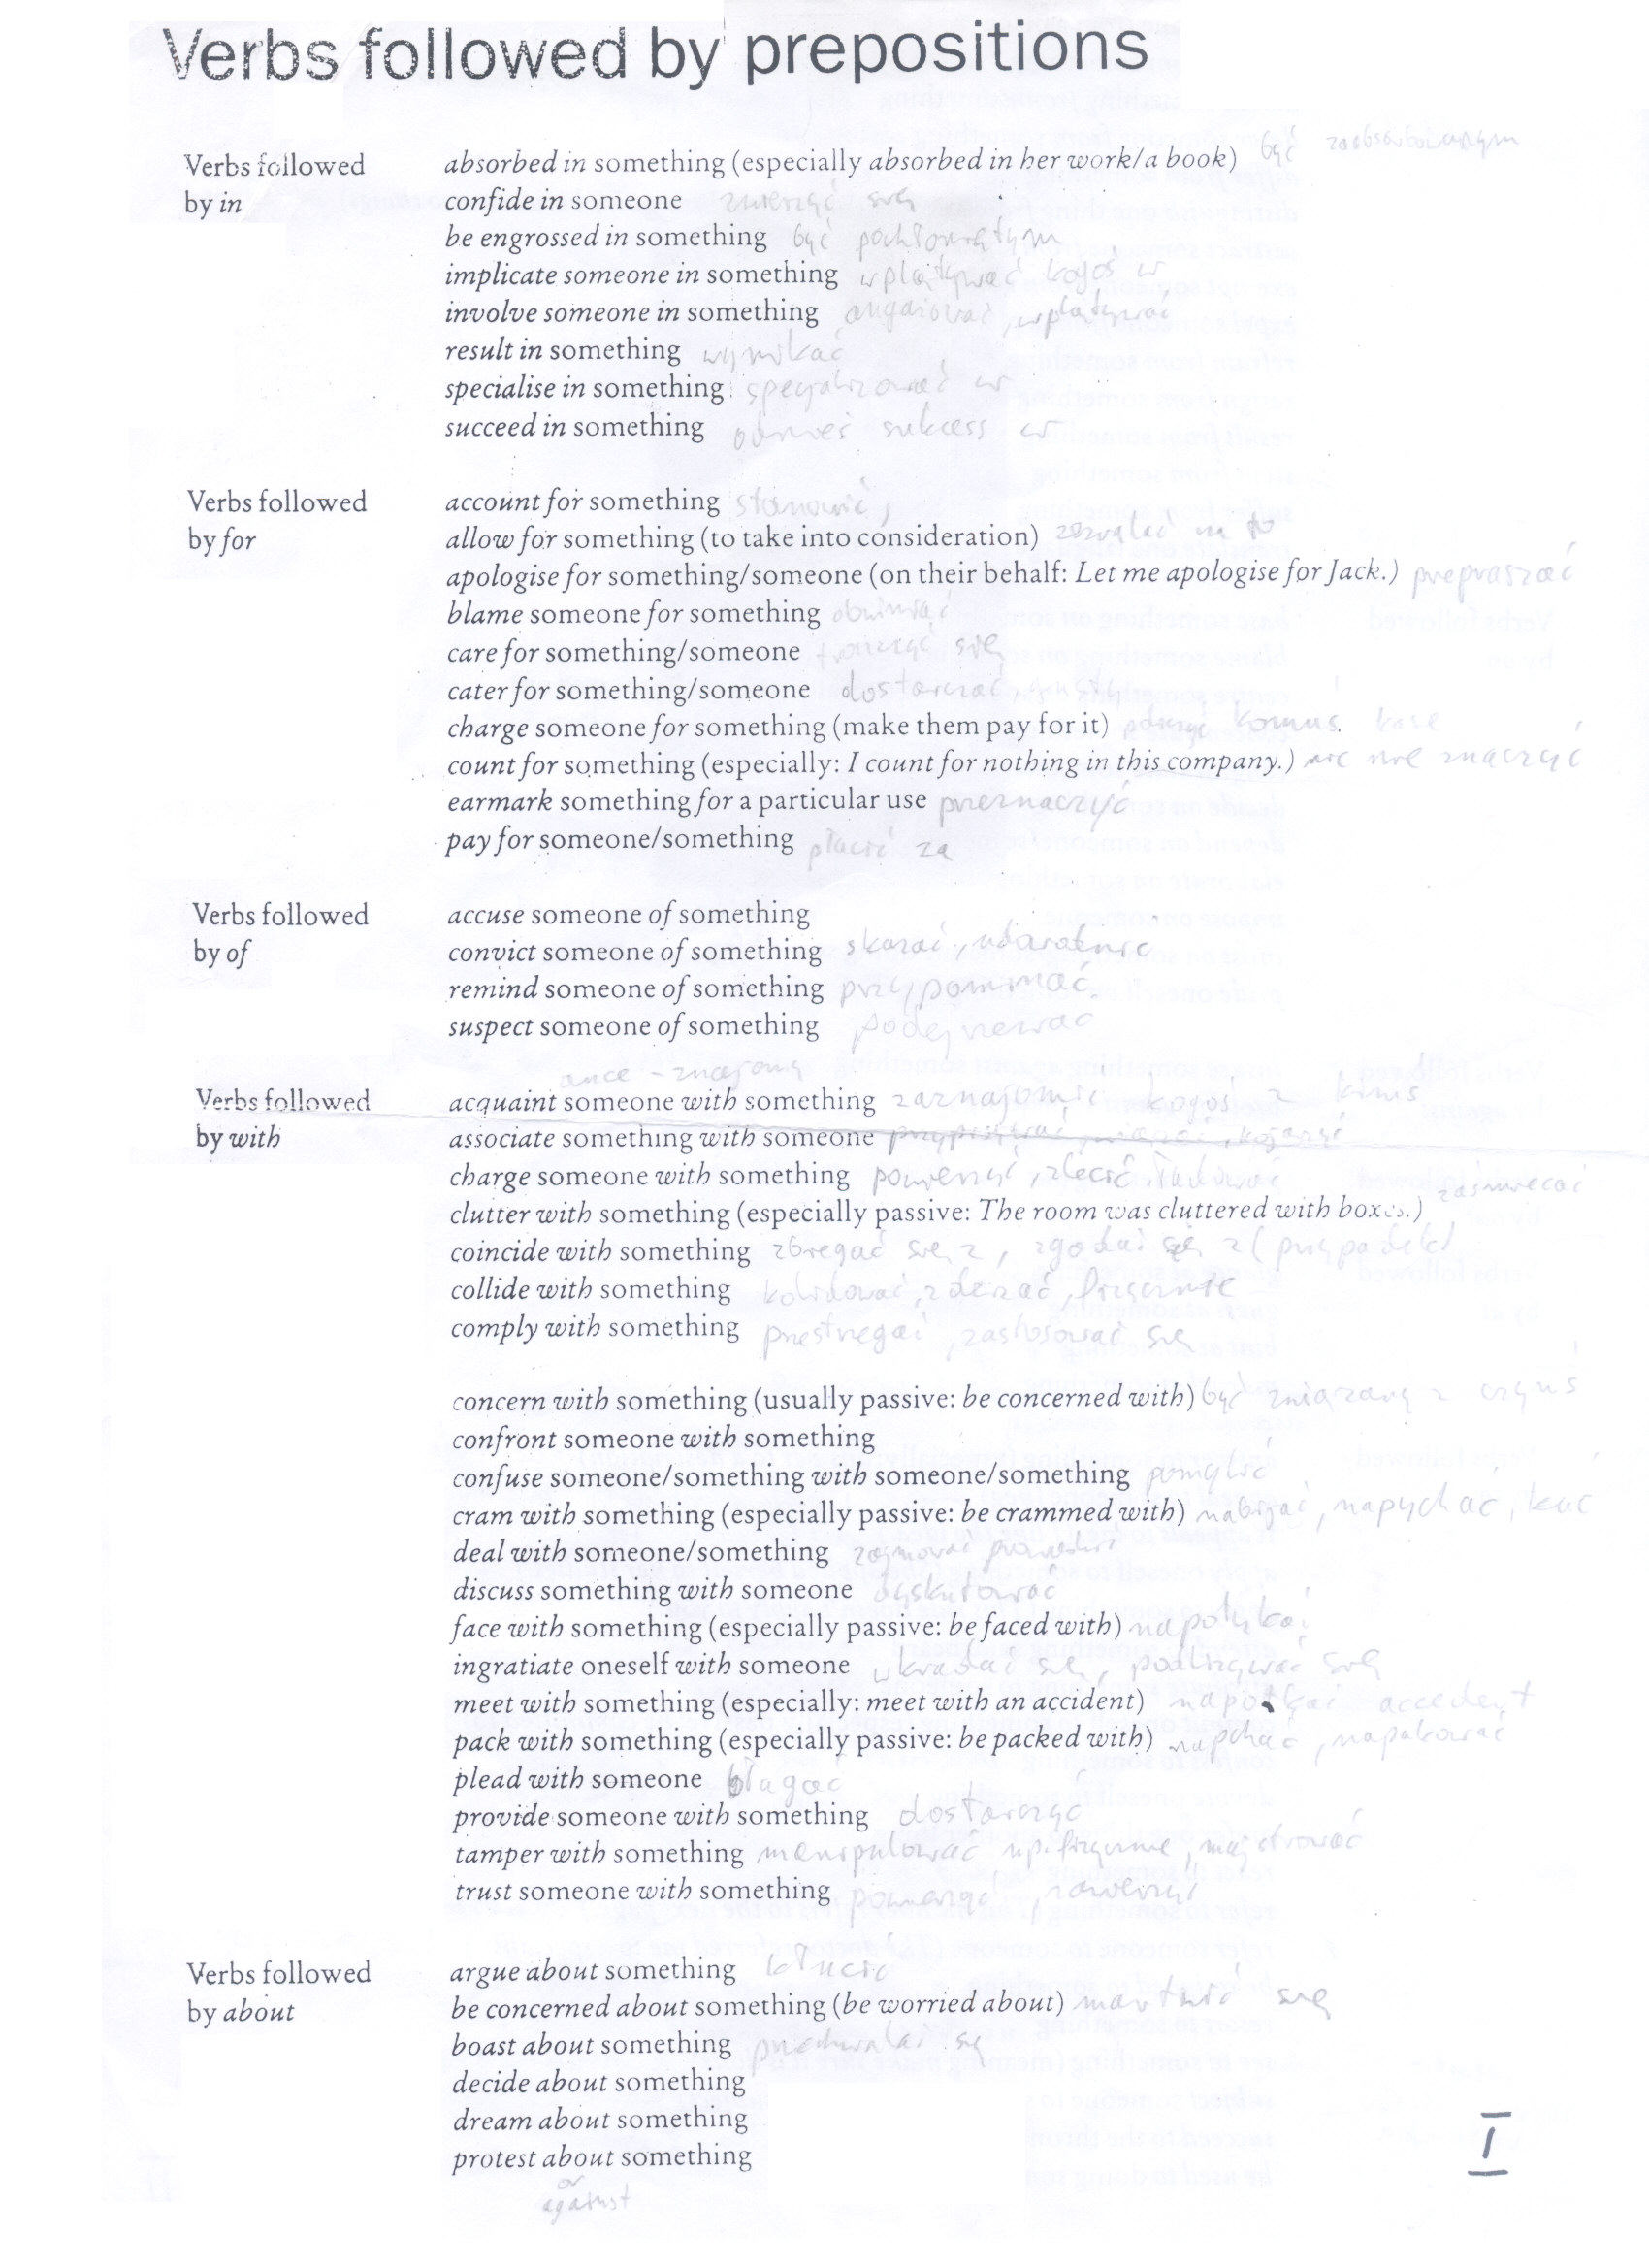 Verbs followed by prepositions
Verbs followed absorbed in something (especially absorbed in her work/a book) być zaabsorbowanym
by in confide in someone zwierzać się
be engrossed in something być pochłoniętym
implicate someone in something wplątywać kogoś w
involve someone in something angażować, wplątywać
result in something wynikać
specialise in something specjalizować w
succeed in something odnieś sukcess w
Verbs followed account for something stanowić,
by for allow for something (to take into consideration) zezwalać na to
apologise for something/someone (on their behalf: Let me apologise for Jack.) przepraszać
blame someone for something obwiniać
care for something/someone troszczyć się
cater for something/someone dostarczać,
charge someone for something (make them pay for it) komuś
count for something (especially: I count for nothing in this company.) nic nie znaczyć
earmark something for a particular use przeznaczyć
pay for someone/something płacić za
Verbs followed accuse someone of something
by of convict someone of something skazać, udarotnic
remind someone of something przypominać
suspect someone of something podejrzewać
ance - znajomy
Verbs followed acquaint someone with something zaznajomić kogoś z kimś
by with associate something with someone przypisywać, wiązać, kojarzyć
charge someone with something powierzyć, zlecić, ładować
clutter with something (especially passive: The room was cluttered with boxes.) zaśmiecać
coincide with something zbiegać się z, zgodać się z (przypadek)
collide with something kolidować, zderzać, fizycznie
comply with something przestrzegać, zastosować się
concern with something (usually passive: be concerned with) być związany z czymś
confront someone with something
confuse someone/something with someone/something pomylić
cram with something (especially passive: be crammed with) nabijać, napychać, kuć
deal with someone/something zajmować
discuss something with someone dyskutować
face with something (especially passive: be faced with) napotykać
ingratiate oneself with someone wkradać się, podlizywać się
meet with something (especially: meet with an accident) napotkać accedent
pack with something (especially passive: be packed with) napchać, napakować
plead with someone błagać
provide someone with something dostarczyć
tamper with something manipulować, majstrować
trust someone with something powierzyć, zawierzyć
Verbs followed argue about something kłucić
by about be concerned about something (be worried about) martwić się
boast about something przechwalać się
decide about something
dream about something
protest about something
or
against
I